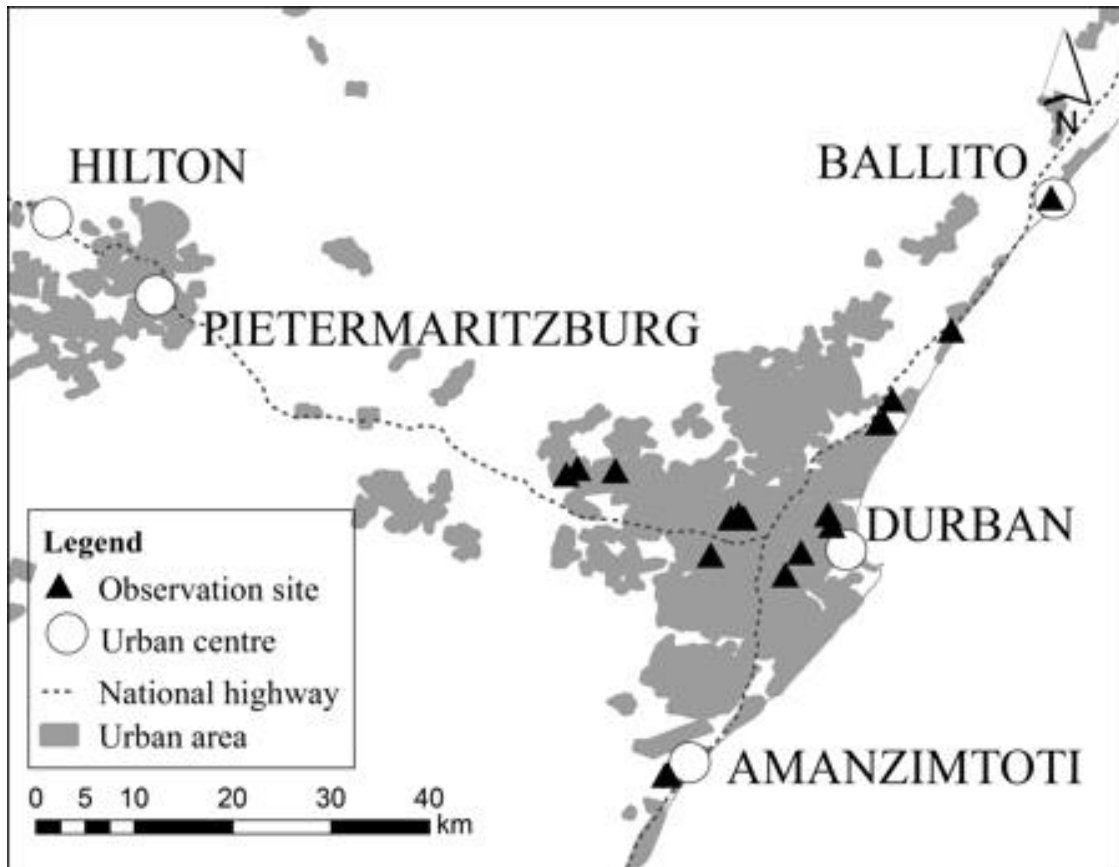 N
HILTON
BALLITO
PIETERMARITZBURG
DURBAN
AMANZIMTOTI
Legend
Observation site
Urban centre
National highway
Urban area
0 5 10 20 30 40
km